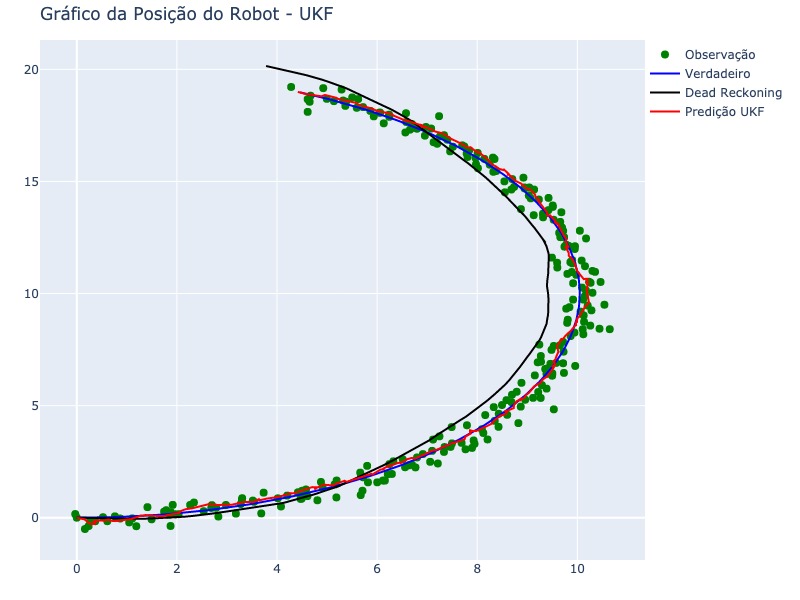 Gráfico da Posição do Robot - UKF
Observação
Verdadeiro
Dead Reckoning
Predição UKF
20
15
10
5
0
0 2 4 6 8 10